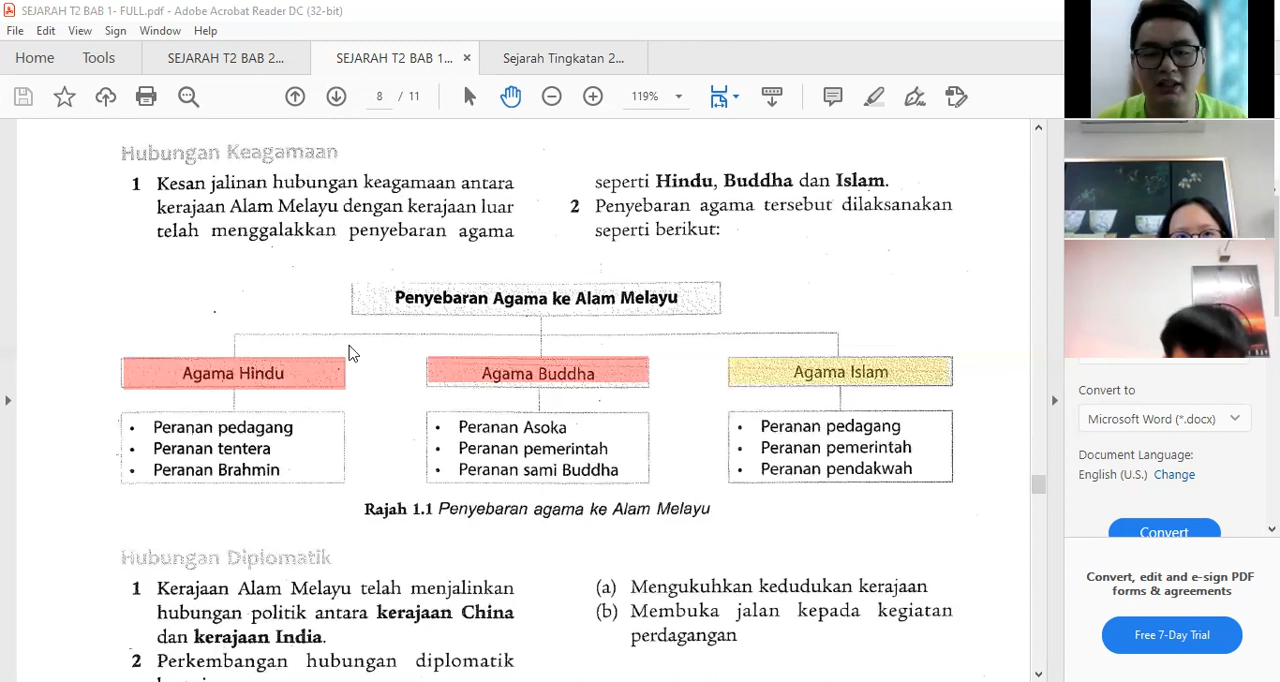 SEJARAH T2 BAB 1- FULL.pdf - Adobe Acrobat Reader DC (32-bit)
File Edit View Sign Window Help
Home Tools SEJARAH T2 BAB 2... SEJARAH T2 BAB 1... × Sejarah Tingkatan 2...
8 / 11 119%
Hubungan Keagamaan
1 Kesan jalinan hubungan keagamaan antara
kerajaan Alam Melayu dengan kerajaan luar
telah menggalakkan penyebaran agama
seperti Hindu, Buddha dan Islam.
2 Penyebaran agama tersebut dilaksanakan
seperti berikut:
Penyebaran Agama ke Alam Melayu
Agama Hindu
• Peranan pedagang
• Peranan tentera
• Peranan Brahmin
Agama Buddha
• Peranan Asoka
• Peranan pemerintah
• Peranan sami Buddha
Agama Islam
• Peranan pedagang
• Peranan pemerintah
• Peranan pendakwah
Rajah 1.1 Penyebaran agama ke Alam Melayu
Hubungan Diplomatik
1 Kerajaan Alam Melayu telah menjalinkan
hubungan politik antara kerajaan China
dan kerajaan India.
2 Perkembangan hubungan diplomatik
(a) Mengukuhkan kedudukan kerajaan
(b) Membuka jalan kepada kegiatan
perdagangan
Convert to
Microsoft Word (*.docx)
Document Language:
English (U.S.) Change
Convert
Convert, edit and e-sign PDF
forms & agreements
Free 7-Day Trial